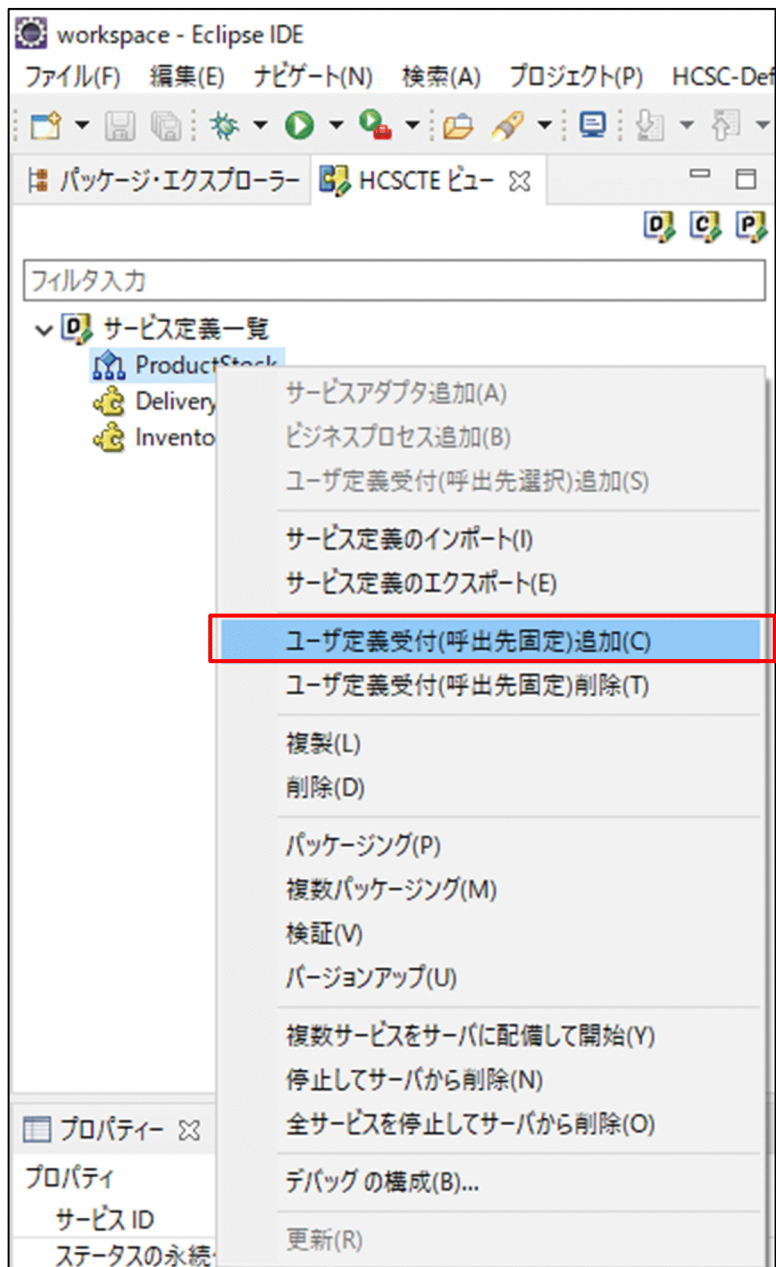 workspace - Eclipse IDE
ファイル(F) 編集(E) ナビゲート(N) 検索(A) プロジェクト(P) HCSC-Def
パッケージ・エクスプローラー HCSCTE ビュー
フィルタ入力
サービス定義一覧
ProductStock
Delivery
Invento
サービスアダプタ追加(A)
ビジネスプロセス追加(B)
ユーザ定義受付(呼出先選択)追加(S)
サービス定義のインポート(I)
サービス定義のエクスポート(E)
ユーザ定義受付(呼出先固定)追加(C)
ユーザ定義受付(呼出先固定)削除(T)
複製(L)
削除(D)
パッケージング(P)
複数パッケージング(M)
検証(V)
バージョンアップ(U)
複数サービスをサーバに配備して開始(Y)
停止してサーバから削除(N)
全サービスを停止してサーバから削除(O)
デバッグ の構成(B)...
更新(R)
プロパティー
プロパティ
サービス ID
ステータスの永続